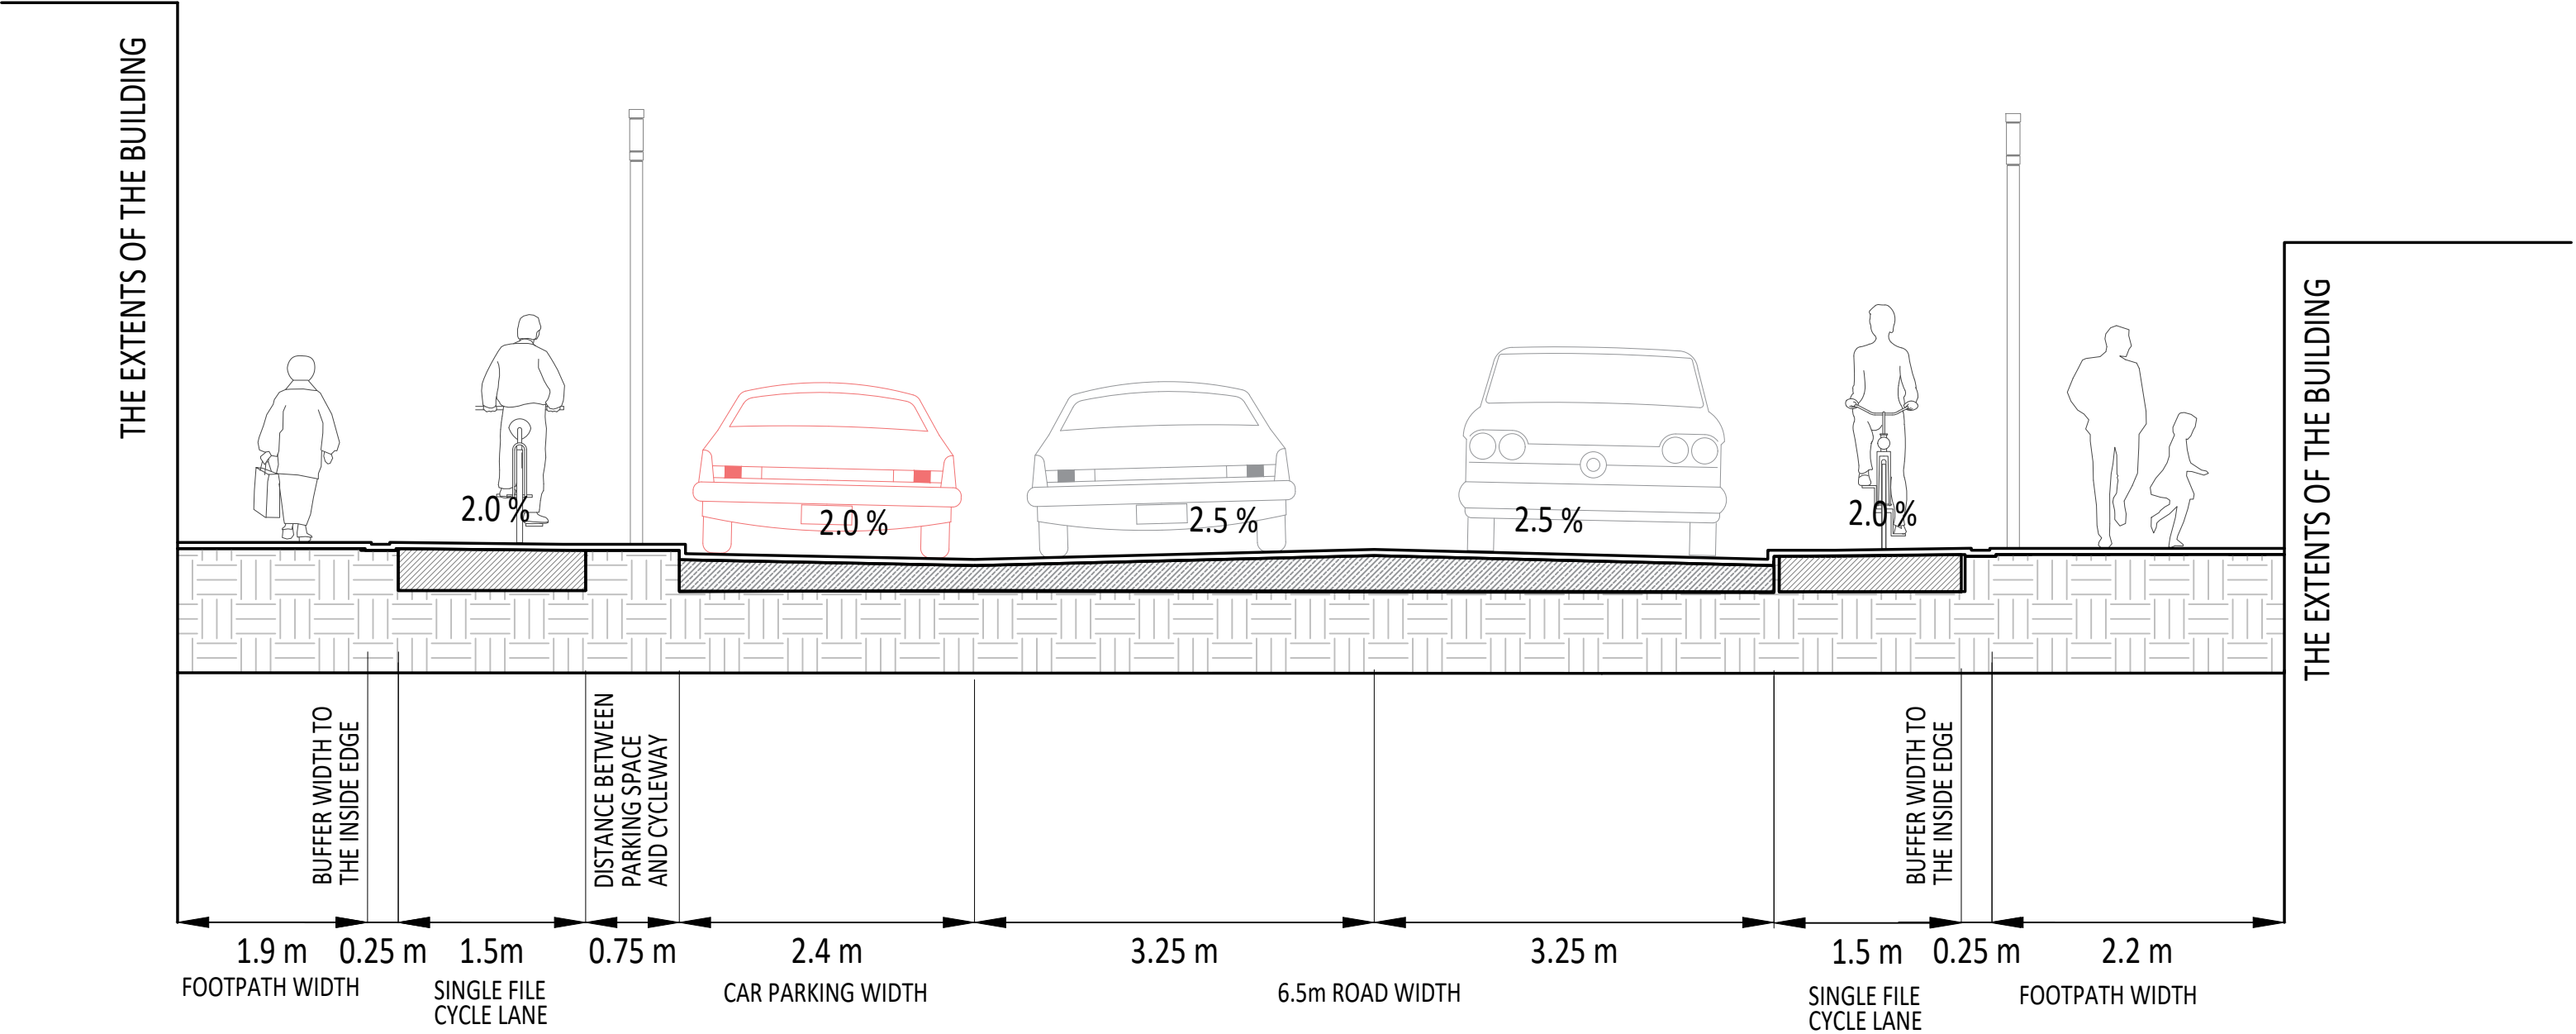 THE EXTENTS OF THE BUILDING
THE EXTENTS OF THE BUILDING
2.0 %
2.0 %
2.5 %
2.5 %
2.0 %
BUFFER WIDTH TO
THE INSIDE EDGE
DISTANCE BETWEEN
PARKING SPACE
AND CYCLEWAY
BUFFER WIDTH TO
THE INSIDE EDGE
1.9 m
0.25 m
1.5m
0.75 m
2.4 m
3.25 m
3.25 m
1.5 m
0.25 m
2.2 m
FOOTPATH WIDTH
SINGLE FILE
CYCLE LANE
CAR PARKING WIDTH
6.5m ROAD WIDTH
SINGLE FILE
CYCLE LANE
FOOTPATH WIDTH